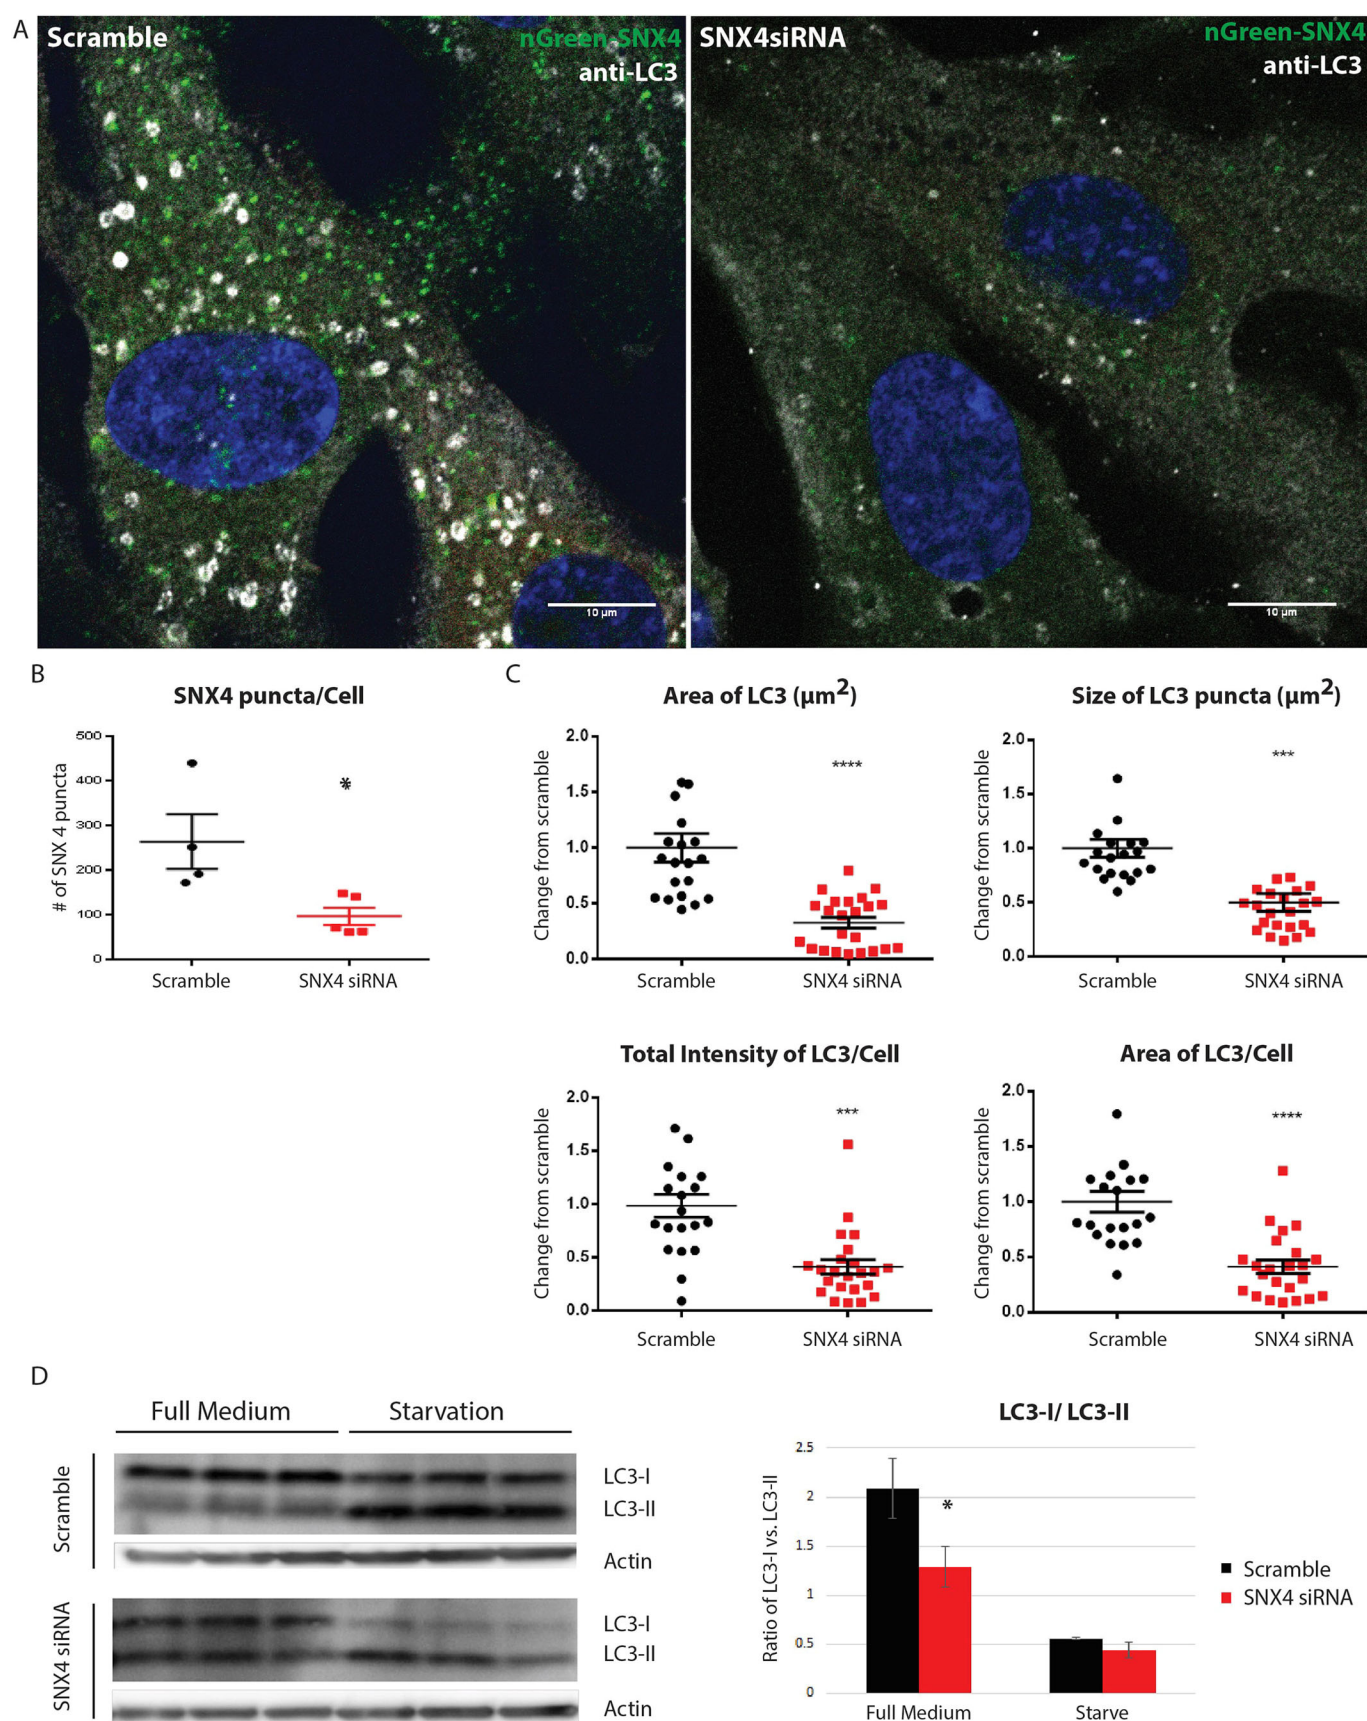 A
Scramble
nGreen-SNX4
anti-LC3
10 µm
SNX4siRNA
nGreen-SNX4
anti-LC3
10 µm
B
SNX4 puncta/Cell
# of SNX 4 puncta
500
400
300
200
100
0
Scramble
SNX4 siRNA
*
C
Area of LC3 (µm²)
Change from scramble
2.0
1.5
1.0
0.5
0.0
****
Scramble
SNX4 siRNA
Size of LC3 puncta (µm²)
Change from scramble
2.0
1.5
1.0
0.5
0.0
***
Scramble
SNX4 siRNA
Total Intensity of LC3/Cell
Change from scramble
2.0
1.5
1.0
0.5
0.0
***
Scramble
SNX4 siRNA
Area of LC3/Cell
Change from scramble
2.0
1.5
1.0
0.5
0.0
****
Scramble
SNX4 siRNA
D
Full Medium
Starvation
Scramble
LC3-I
LC3-II
Actin
SNX4 siRNA
LC3-I
LC3-II
Actin
LC3-I/ LC3-II
Ratio of LC3-I vs. LC3-II
2.5
2
1.5
1
0.5
0
*
Full Medium
Starve
Scramble
SNX4 siRNA